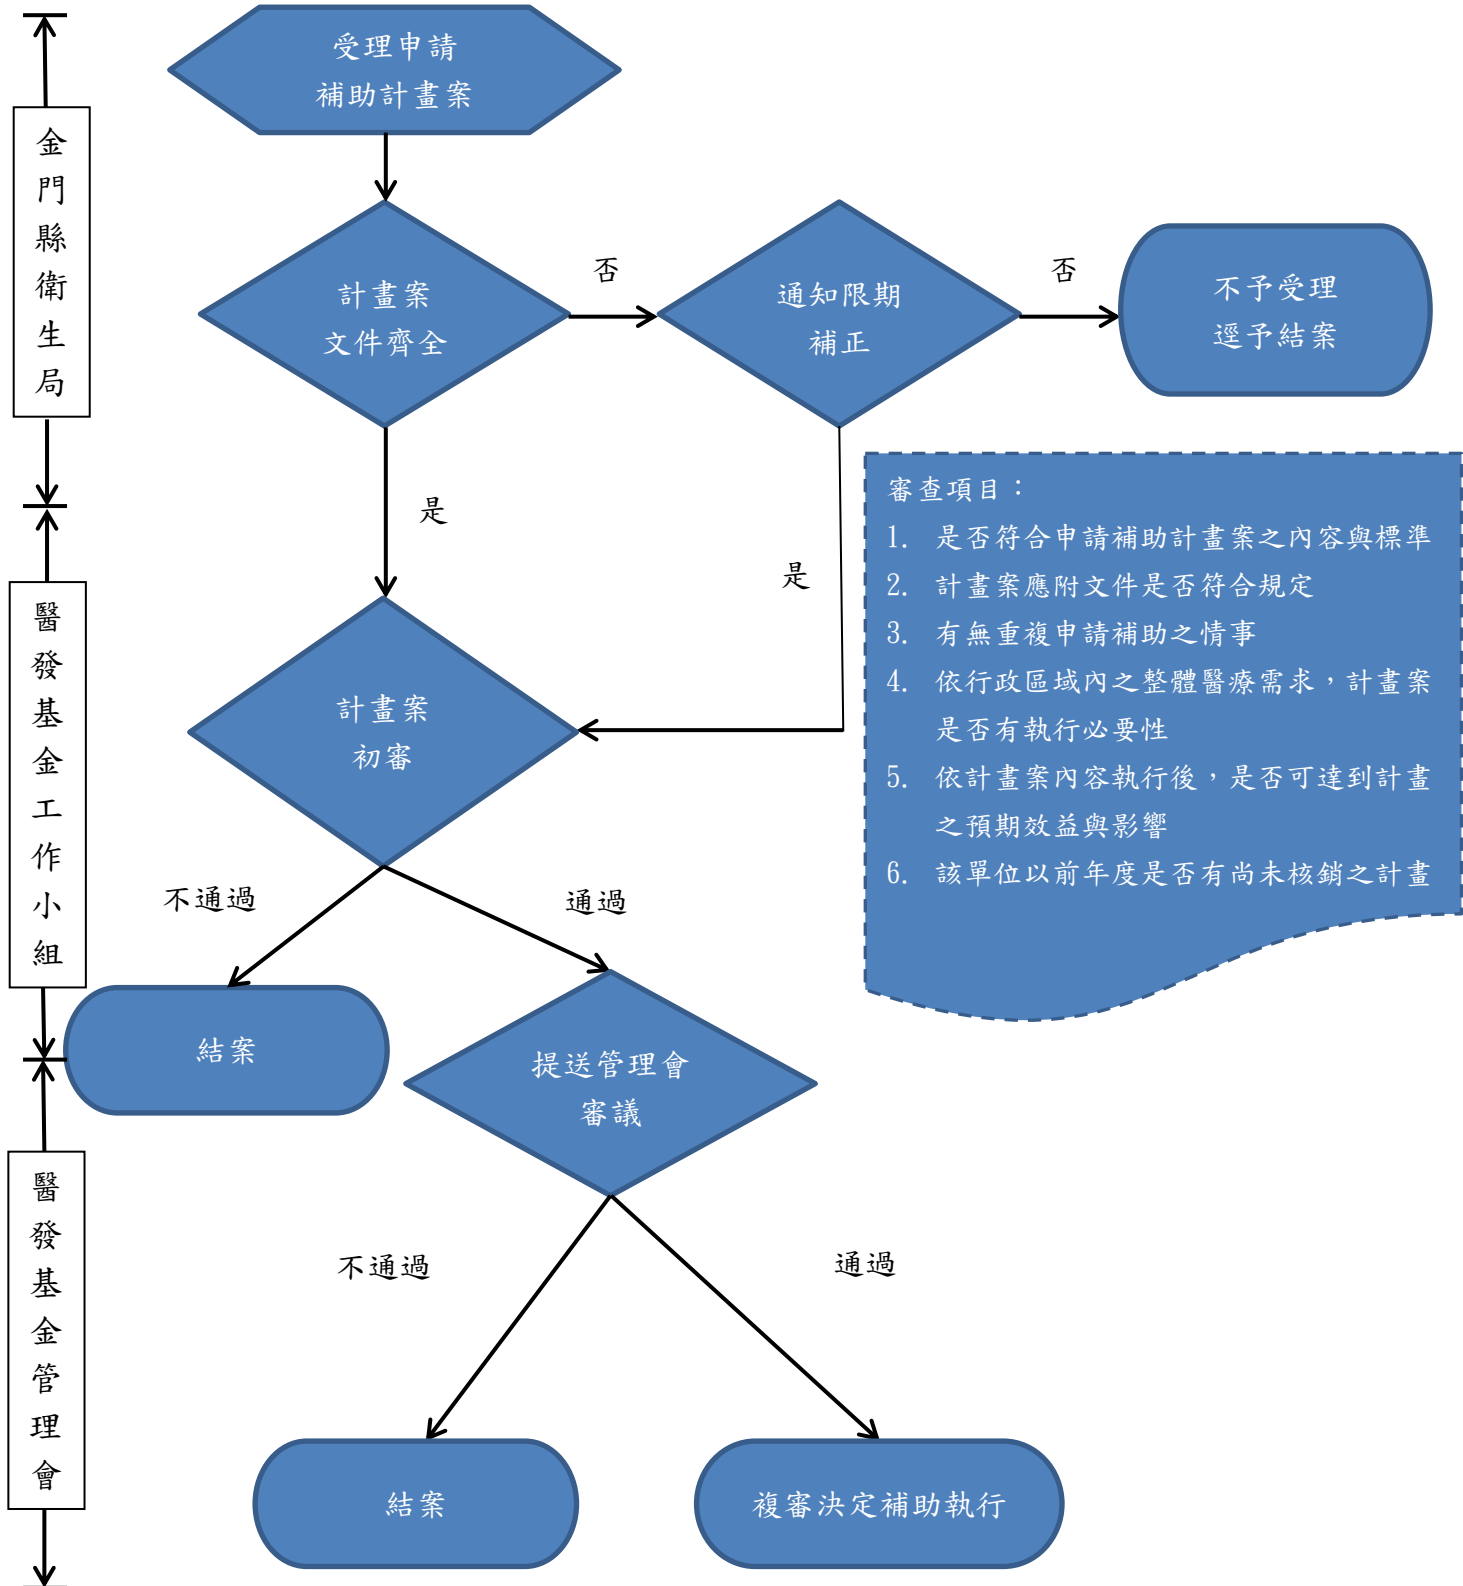 受理申請
補助計畫案
金門縣衛生局
計畫案
文件齊全
否
通知限期
補正
否
不予受理
逕予結案
是
是
審查項目：
1. 是否符合申請補助計畫案之內容與標準
2. 計畫案應附文件是否符合規定
3. 有無重複申請補助之情事
4. 依行政區域內之整體醫療需求，計畫案
是否有執行必要性
5. 依計畫案內容執行後，是否可達到計畫
之預期效益與影響
6. 該單位以前年度是否有尚未核銷之計畫
醫發基金工作小組
計畫案
初審
不通過
通過
結案
提送管理會
審議
醫發基金管理會
不通過
通過
結案
複審決定補助執行